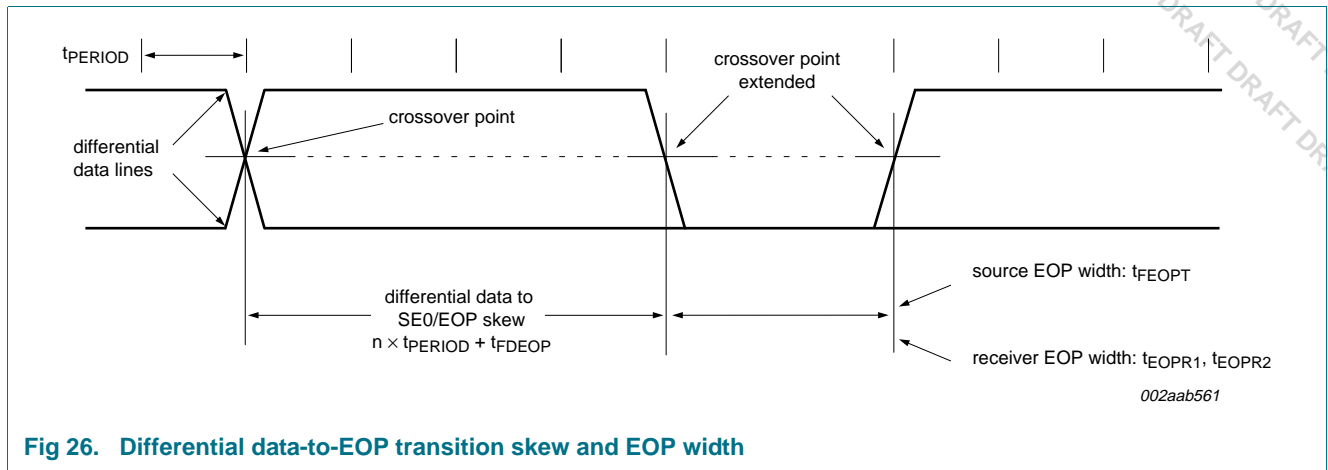 tPERIOD
crossover point
extended
crossover point
differential
data lines
source EOP width: tFEOPT
differential data to
SE0/EOP skew
n × tPERIOD + tFDEOP
receiver EOP width: tEOPR1, tEOPR2
002aab561
Fig 26. Differential data-to-EOP transition skew and EOP width
DRAFT DRAFT
DRAFT DRA